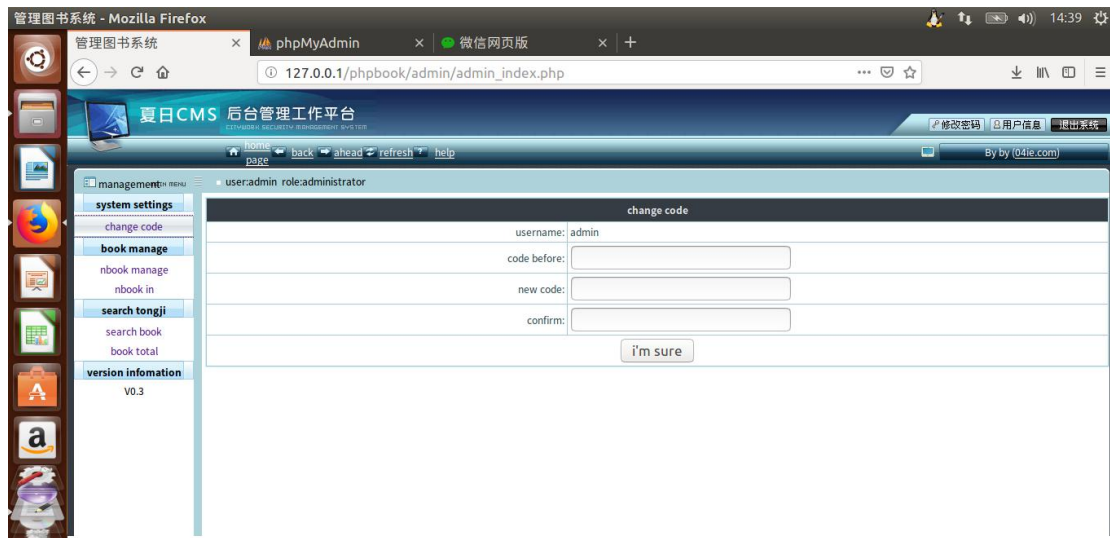 管理图书系统 - Mozilla Firefox
14:39
管理图书系统 × phpMyAdmin × 微信网页版 × +
127.0.0.1/phpbook/admin/admin_index.php
夏日CMS 后台管理工作平台
修改密码 用户信息 退出系统
home page back ahead refresh ? help
By by (04ie.com)
management MENU
user:admin role:administrator
system settings
change code
book manage
nbook manage
nbook in
search tongji
search book
book total
version infomation
V0.3
change code
username: admin
code before:
new code:
confirm:
i'm sure